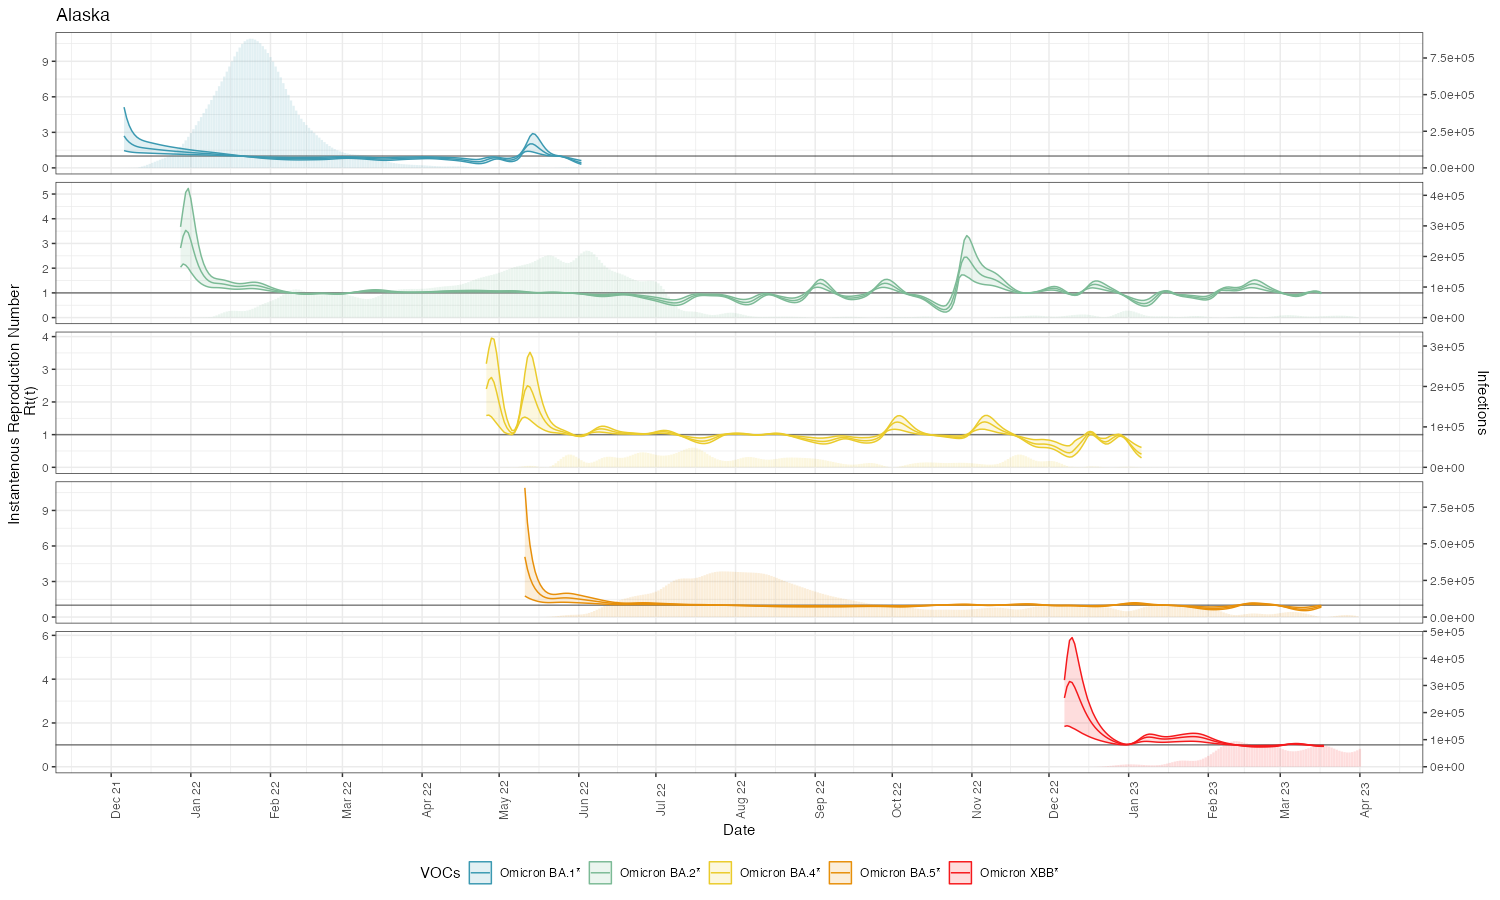 Alaska
9
6
3
0
7.5e+05
5.0e+05
2.5e+05
0.0e+00
5
4
3
2
1
0
4e+05
3e+05
2e+05
1e+05
0e+00
4
3
2
1
0
3e+05
2e+05
1e+05
0e+00
9
6
3
0
7.5e+05
5.0e+05
2.5e+05
0.0e+00
6
4
2
0
5e+05
4e+05
3e+05
2e+05
1e+05
0e+00
Instantenous Reproduction Number
Rt(t)
Infections
Dec 21
Jan 22
Feb 22
Mar 22
Apr 22
May 22
Jun 22
Jul 22
Aug 22
Sep 22
Oct 22
Nov 22
Dec 22
Jan 23
Feb 23
Mar 23
Apr 23
Date
VOCs
Omicron BA.1*
Omicron BA.2*
Omicron BA.4*
Omicron BA.5*
Omicron XBB*